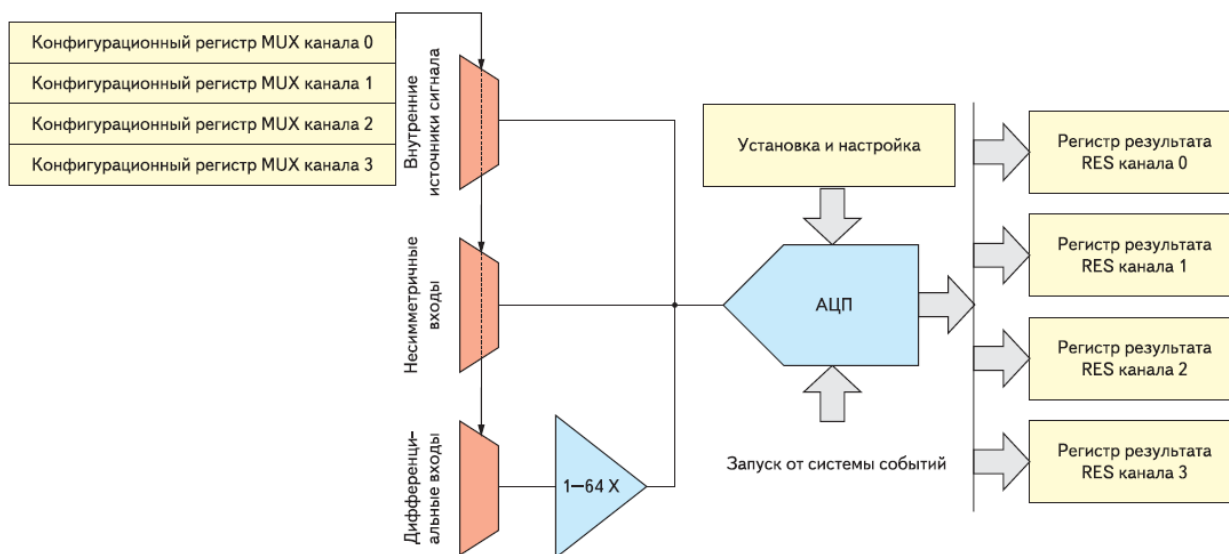 Конфигурационный регистр MUX канала 0
Конфигурационный регистр MUX канала 1
Конфигурационный регистр MUX канала 2
Конфигурационный регистр MUX канала 3
Внутренние
источники сигнала
Несимметричные
входы
Дифференци-
альные входы
1—64 X
Установка и настройка
АЦП
Запуск от системы событий
Регистр результата
RES канала 0
Регистр результата
RES канала 1
Регистр результата
RES канала 2
Регистр результата
RES канала 3